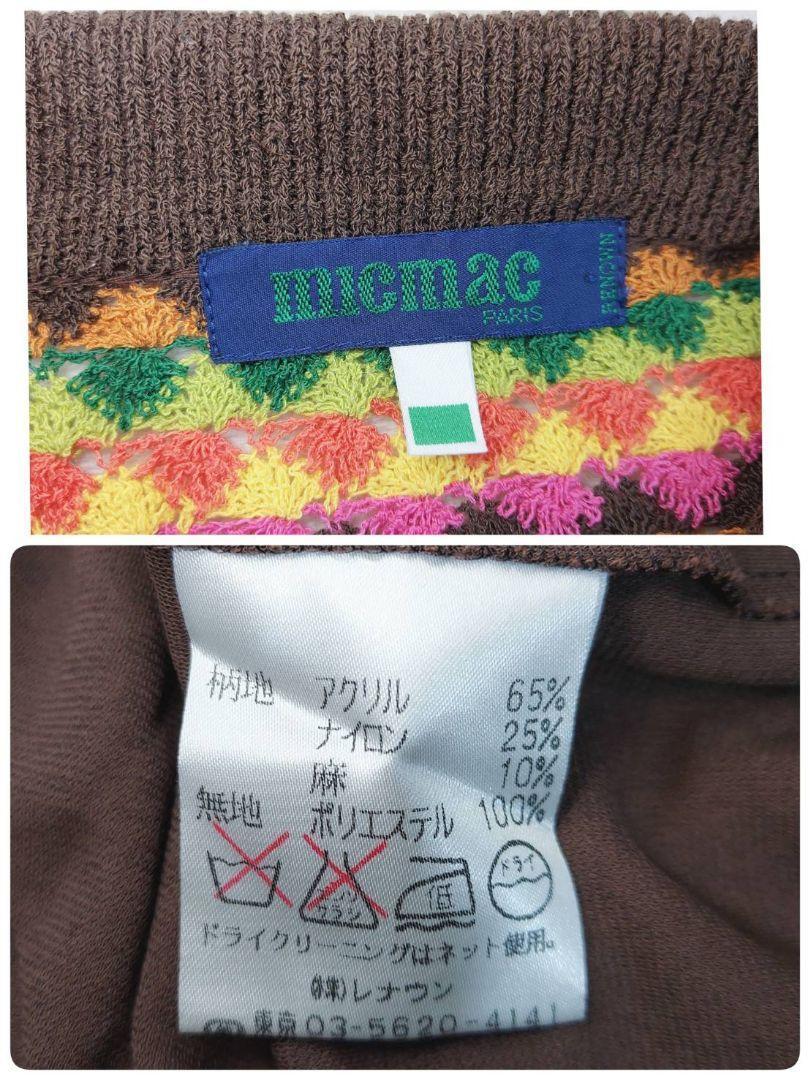 micmac
PARIS
RENOWN
柄地 アクリル 65%
ナイロン 25%
麻 10%
無地 ポリエステル 100%
低
ドライ
ドライクリーニングはネット使用。
(株)レナウン
東京 03-5620-4141